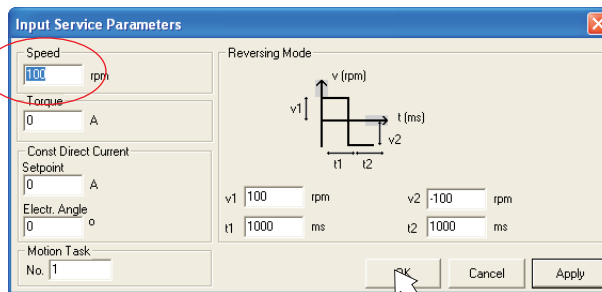 Input Service Parameters
Speed
100 rpm
Torque
0 A
Const Direct Current
Setpoint
0 A
Electr. Angle
0 °
Motion Task
No. 1
Reversing Mode
v (rpm)
v1
t (ms)
v2
t1 t2
v1 100 rpm v2 -100 rpm
t1 1000 ms t2 1000 ms
OK Cancel Apply